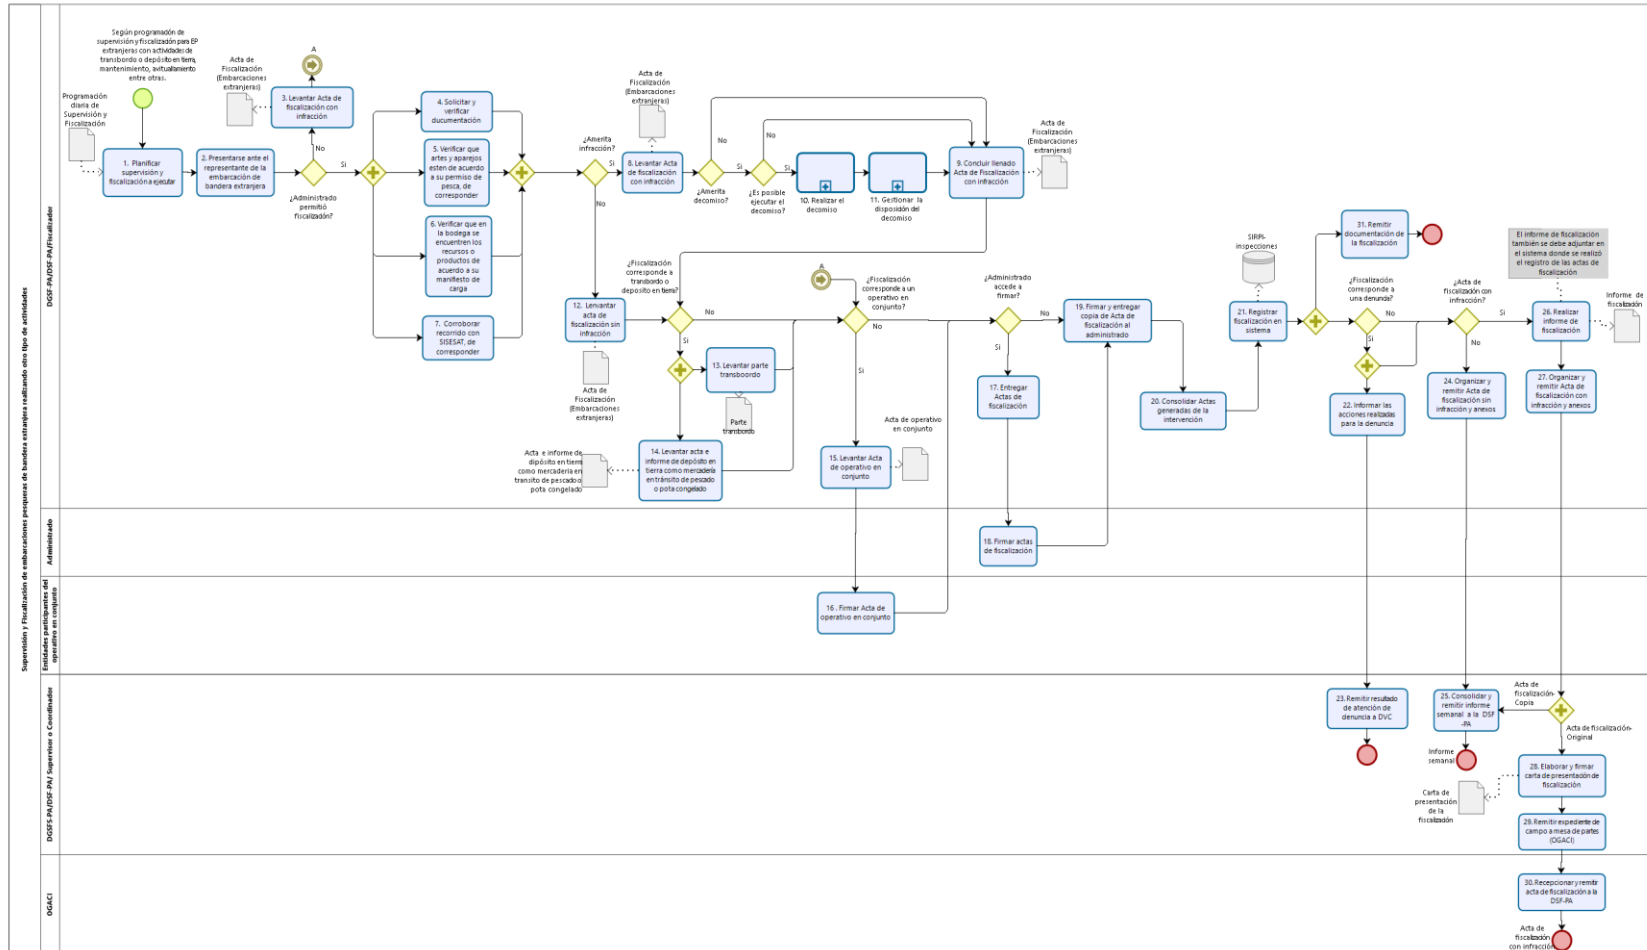 Supervisión y Fiscalización de embarcaciones pesqueras de bandera extranjera realizando otro tipo de actividades
DGSF-PA/DSF-PA/Fiscalizador
Según programación de
supervisión y fiscalización para EP
extranjeras con actividades de
transbordo o depósito en tierra,
mantenimiento, avituallamiento
entre otras.
Programación
diaria de
Supervisión y
Fiscalización
1. Planificar
supervisión y
fiscalización a ejecutar
2. Presentarse ante el
representante de la
embarcación de
bandera extranjera
Acta de
Fiscalización
(Embarcaciones
extranjeras)
A
3. Levantar Acta de
fiscalización con
infracción
No
Si
¿Administrado
permitió
fiscalización?
4. Solicitar y
verificar
ducumentación
5. Verificar que
artes y aparejos
esten de acuerdo
a su permiso de
pesca, de
corresponder
6. Verificar que en
la bodega se
encuentren los
recursos o
productos de
acuerdo a su
manifiesto de
carga
7. Corroborar
recorrido con
SISESAT, de
corresponder
¿Amerita
infracción?
Si
No
Acta de
Fiscalización
(Embarcaciones
extranjeras)
8. Levantar Acta
de fiscalización
con infracción
No
Si
¿Amerita
decomiso?
No
Si
¿Es posible
ejecutar el
decomiso?
10. Realizar el
decomiso
11. Gestionar la
disposición del
decomiso
9. Concluir llenado
Acta de Fiscalización
con infracción
Acta de
Fiscalización
(Embarcaciones
extranjeras)
12. Lenvantar
acta de
fiscalización sin
infracción
Acta de
Fiscalización
(Embarcaciones
extranjeras)
¿Fiscalización
corresponde a
transbordo o
deposito en tierra?
No
Si
13. Levantar parte
transboordo
Parte
transbordo
14. Levantar acta e
informe de depósito en
tierra como mercadería
en tránsito de pescado
o pota congelado
Acta e informe de
depósito en tierra
como mercadería en
transito de pescado o
pota congelado
A
¿Fiscalización
corresponde a un
operativo en
conjunto?
No
Si
15. Levantar Acta
de operativo en
conjunto
Acta de operativo
en conjunto
¿Administrado
accede a
firmar?
No
Si
17. Entregar
Actas de
fiscalización
19. Firmar y entregar
copia de Acta de
fiscalización al
administrado
20. Consolidar Actas
generadas de la
intervención
SIRPI-
inspecciones
21. Registrar
fiscalización en
sistema
31. Remitir
documentación de
la fiscalización
¿Fiscalización
corresponde a
una denuncia?
No
Si
22. Informar las
acciones realizadas
para la denuncia
¿Acta de
fiscalización con
infracción?
Si
No
24. Organizar y
remitir Acta de
fiscalización sin
infracción y anexos
El informe de fiscalización
también se debe adjuntar en
el sistema donde se realizó
el registro de las actas de
fiscalización
Informe de
fiscalización
26. Realizar
informe de
fiscalización
27. Organizar y
remitir Acta de
fiscalización con
infracción y anexos
Administrado
18. Firmar actas
de fiscalización
Entidades participantes del
operativo en conjunto
16 . Firmar Acta de
operativo en conjunto
DGSFS-PA/DSF-PA/ Supervisor o Coordinador
23. Remitir resultado
de atención de
denuncia a DVC
25. Consolidar y
remitir informe
semanal a la DSF
-PA
Informe
semanal
Acta de
fiscalización-
Copia
Acta de fiscalización-
Original
28. Elaborar y firmar
carta de presentación de
fiscalización
Carta de
presentación
de la
fiscalización
29. Remitir expediente de
campo a mesa de partes
(OGACI)
OGACI
30. Recepcionar y remitir
acta de fiscalización a la
DSF-PA
Acta de
fiscalización
con infracción